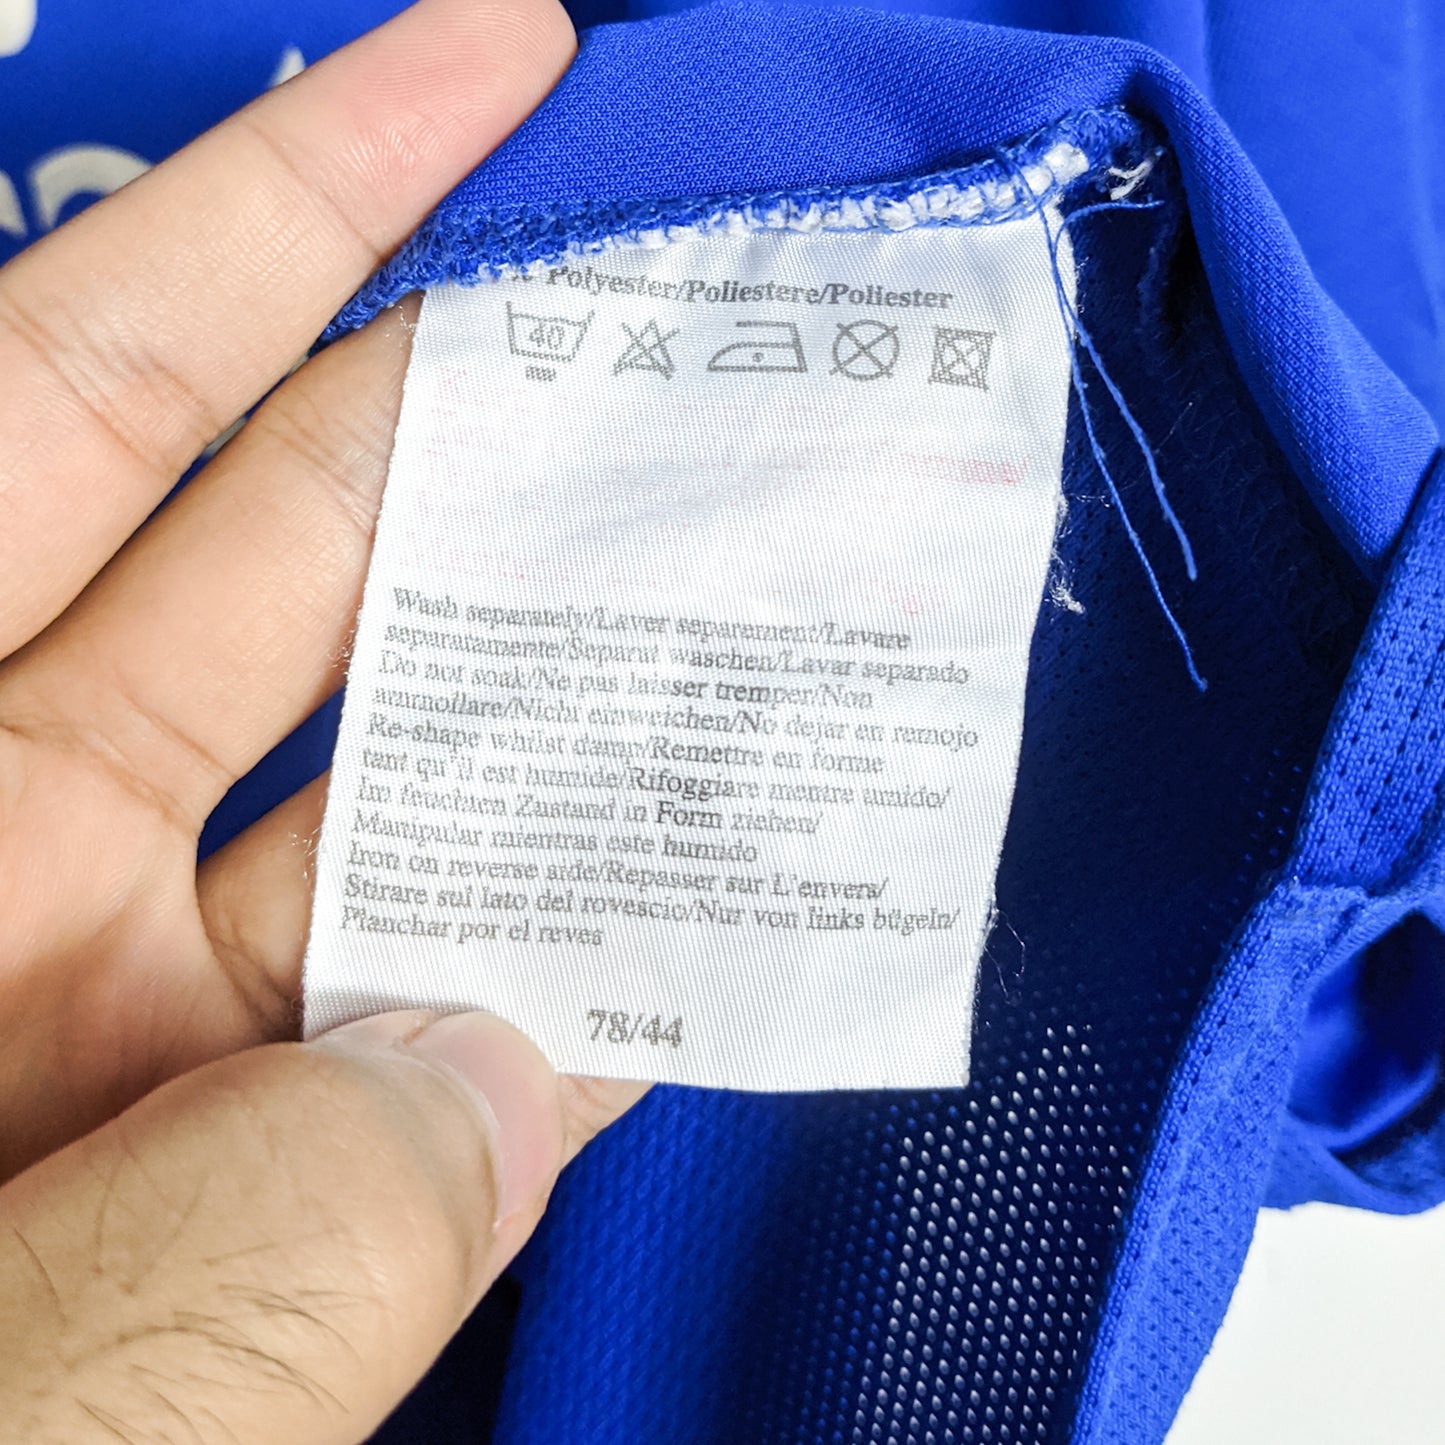 Polyester/Poliestere/Poliester
40
Wash separately/Laver separement/Lavare
separatamente/Separat waschen/Lavar separado
Do not soak/Ne pas laisser tremper/Non
ammollare/Nicht einweichen/No dejar en remojo
Re-shape whilst damp/Remettre en forme
tant qu'il est humide/Rifoggiare mentre umido/
Im feuchten Zustand in Form ziehen/
Manipular mientras este humido
Iron on reverse side/Repasser sur L'envers/
Stirare sul lato del rovescio/Nur von links bügeln/
Planchar por el reves
78/44